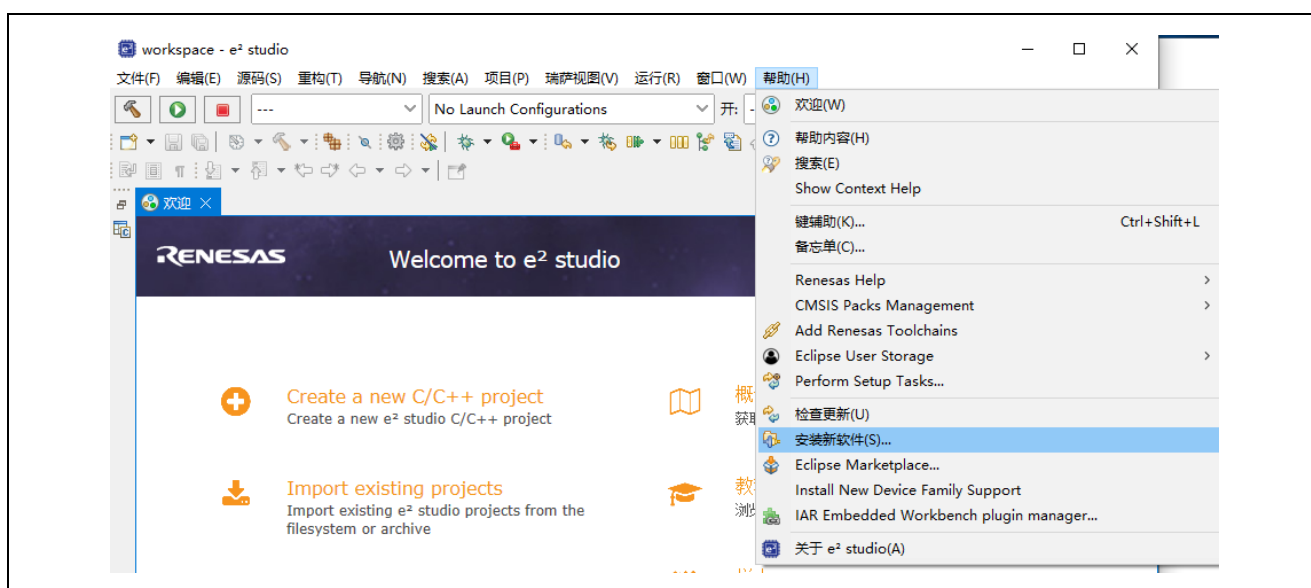 workspace - e² studio
文件(F) 编辑(E) 源码(S) 重构(T) 导航(N) 搜索(A) 项目(P) 瑞萨视图(V) 运行(R) 窗口(W) 帮助(H)
--- No Launch Configurations 开: -
欢迎
RENESAS Welcome to e² studio
Create a new C/C++ project
Create a new e² studio C/C++ project
Import existing projects
Import existing e² studio projects from the
filesystem or archive
概
获取
教
浏览
欢迎(W)
帮助内容(H)
搜索(E)
Show Context Help
键辅助(K)... Ctrl+Shift+L
备忘单(C)...
Renesas Help
CMSIS Packs Management
Add Renesas Toolchains
Eclipse User Storage
Perform Setup Tasks...
检查更新(U)
安装新软件(S)...
Eclipse Marketplace...
Install New Device Family Support
IAR Embedded Workbench plugin manager...
关于 e² studio(A)